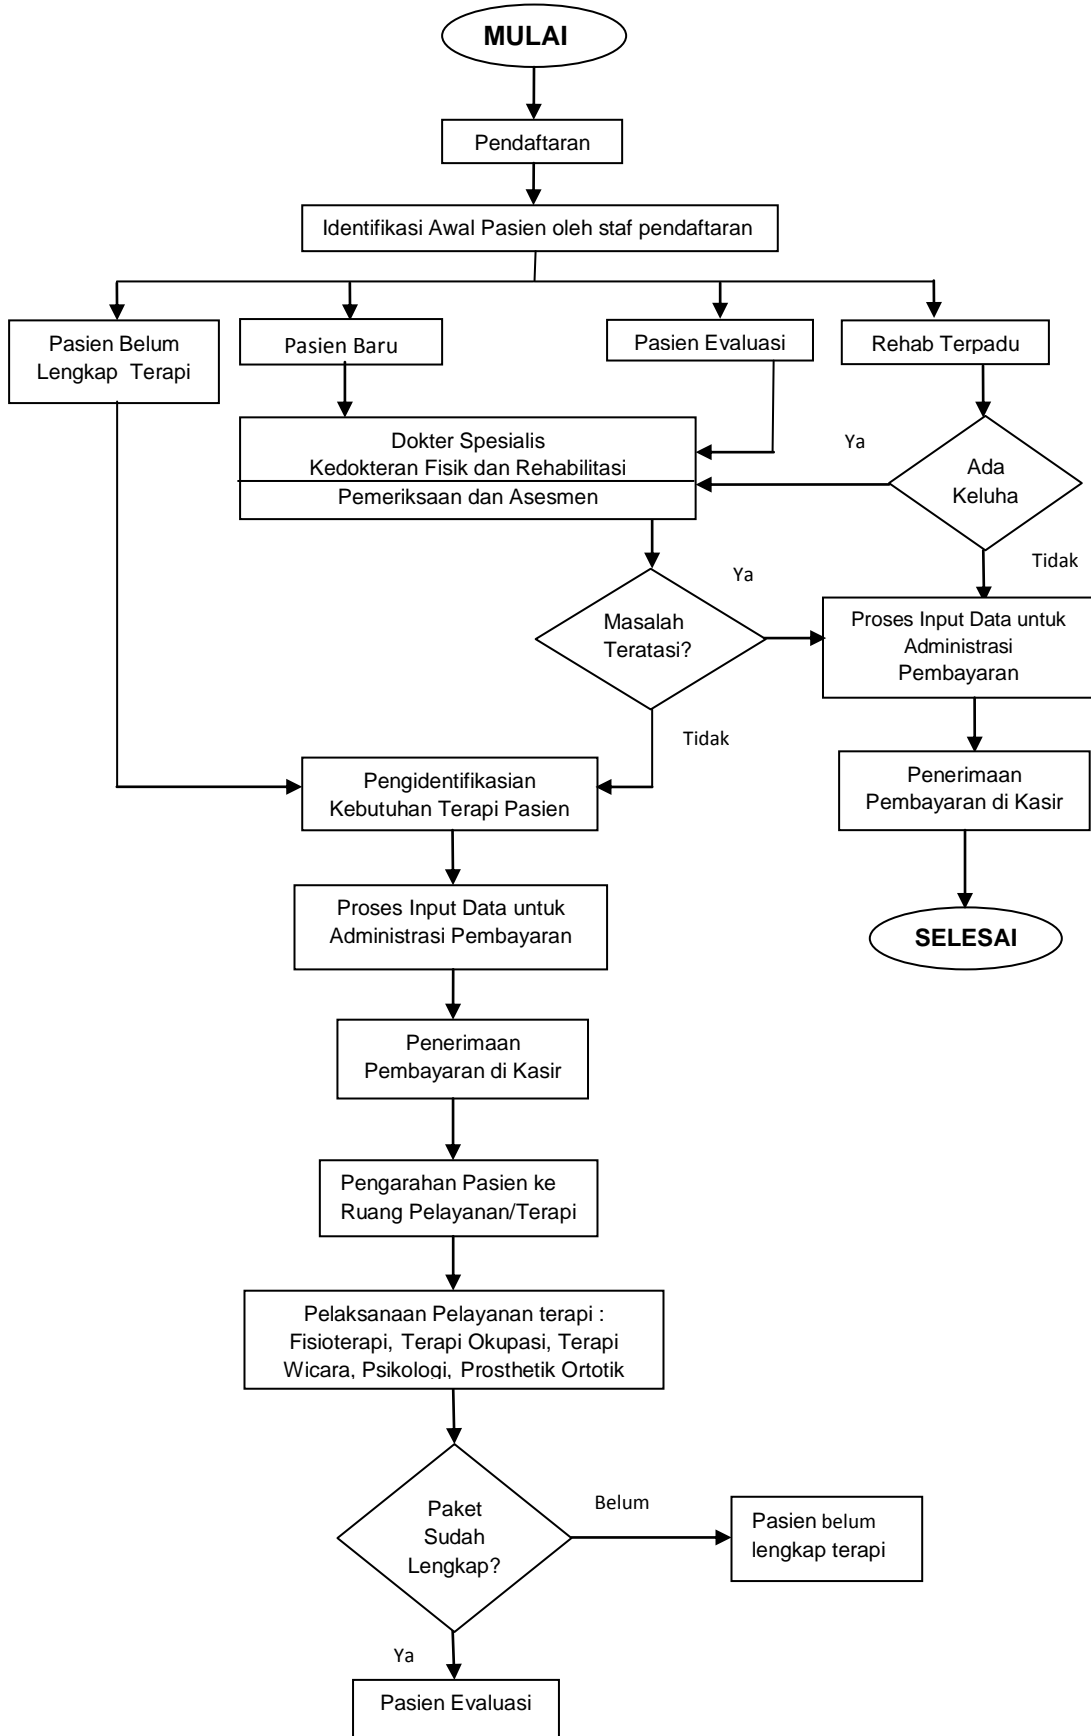 MULAI
Pendaftaran
Identifikasi Awal Pasien oleh staf pendaftaran
Pasien Belum
Lengkap Terapi
Pasien Baru
Pasien Evaluasi
Rehab Terpadu
Dokter Spesialis
Kedokteran Fisik dan Rehabilitasi
Pemeriksaan dan Asesmen
Ya
Ada
Keluha
Tidak
Masalah
Teratasi?
Ya
Tidak
Proses Input Data untuk
Administrasi
Pembayaran
Penerimaan
Pembayaran di Kasir
SELESAI
Pengidentifikasian
Kebutuhan Terapi Pasien
Proses Input Data untuk
Administrasi Pembayaran
Penerimaan
Pembayaran di Kasir
Pengarahan Pasien ke
Ruang Pelayanan/Terapi
Pelaksanaan Pelayanan terapi :
Fisioterapi, Terapi Okupasi, Terapi
Wicara, Psikologi, Prosthetik Ortotik
Paket
Sudah
Lengkap?
Belum
Pasien belum
lengkap terapi
Ya
Pasien Evaluasi